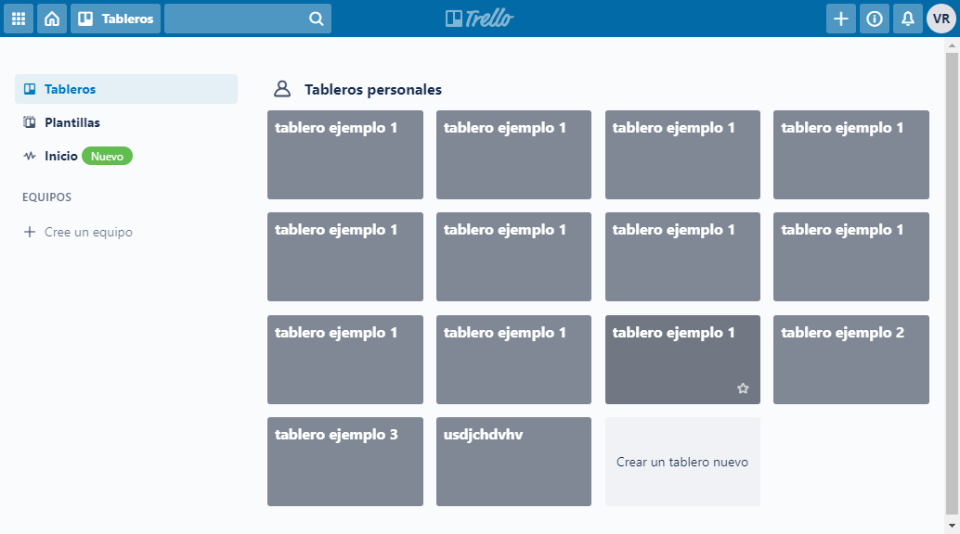 Tableros
Trello
VR
Tableros
Plantillas
Inicio Nuevo
EQUIPOS
Cree un equipo
Tableros personales
tablero ejemplo 1 tablero ejemplo 1 tablero ejemplo 1 tablero ejemplo 1
tablero ejemplo 1 tablero ejemplo 1 tablero ejemplo 1 tablero ejemplo 1
tablero ejemplo 1 tablero ejemplo 1 tablero ejemplo 1 tablero ejemplo 2
tablero ejemplo 3 usdjchdvhv
Crear un tablero nuevo